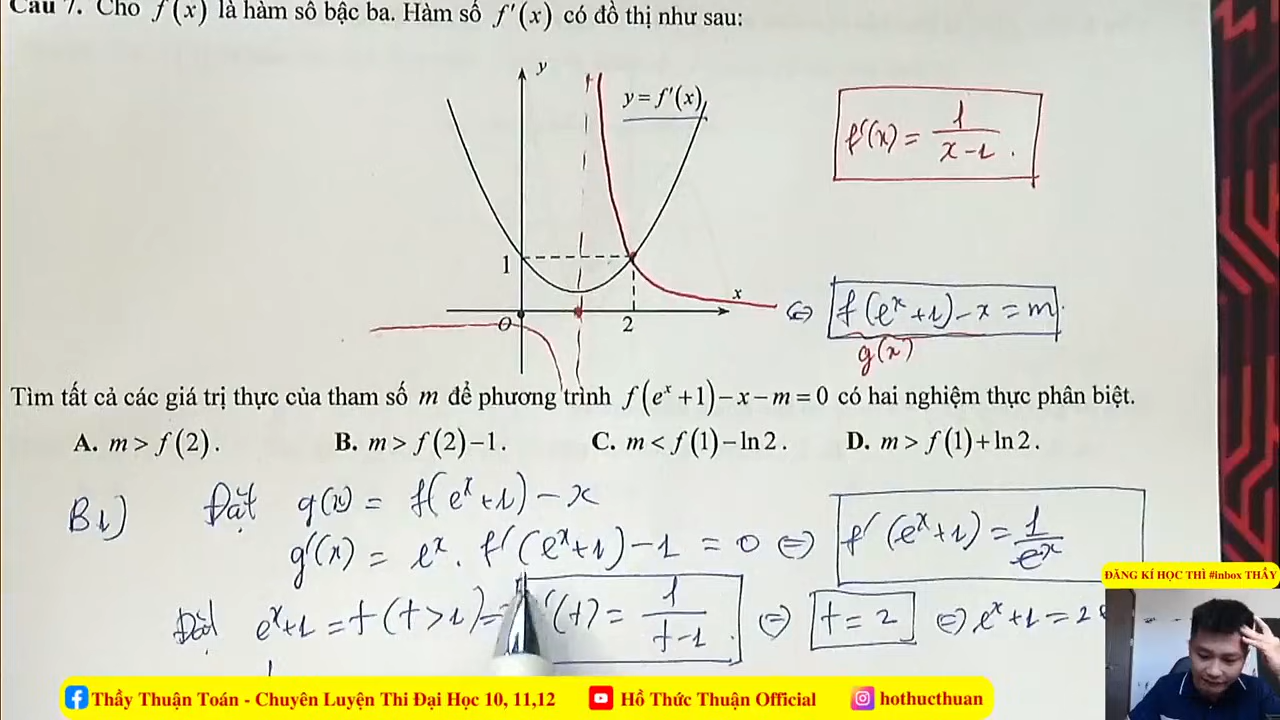 Câu 7. Cho f(x) là hàm số bậc ba. Hàm số f'(x) có đồ thị như sau:
y
y = f'(x)
f'(x) = 1/(x-1).
1
x
O
2
⇔ f(e^x+1) - x = m.
g(x)
Tìm tất cả các giá trị thực của tham số m để phương trình f(e^x+1)-x-m=0 có hai nghiệm thực phân biệt.
A. m > f(2). B. m > f(2)-1. C. m < f(1)-ln2. D. m > f(1)+ln2.
B1) Đặt g(x) = f(e^x+1) - x
g'(x) = e^x . f'(e^x+1) - 1 = 0 ⇔ f'(e^x+1) = 1/e^x
Đặt e^x+1 = t (t>1) = '(t) = 1/(t-1). ⇔ t = 2 ⇔ e^x+1 = 2
ĐĂNG KÍ HỌC THÌ #inbox THẦY
Thầy Thuận Toán - Chuyên Luyện Thi Đại Học 10, 11,12 Hồ Thức Thuận Official hothucthuan